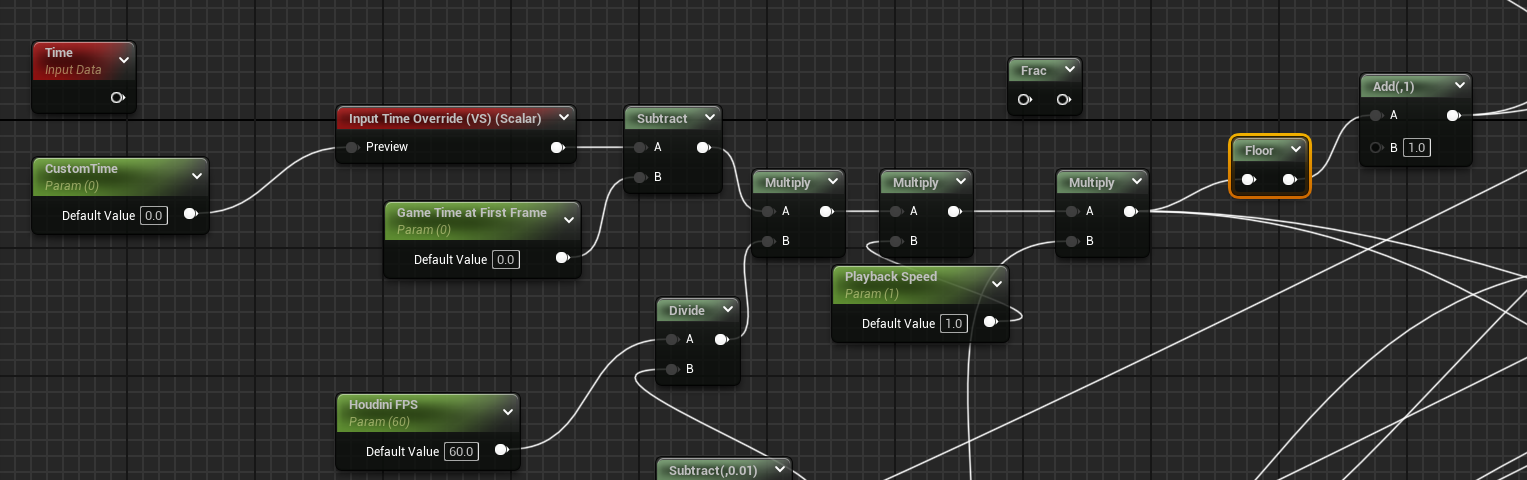 Time
Input Data
CustomTime
Param (0)
Default Value 0.0
Input Time Override (VS) (Scalar)
Preview
Game Time at First Frame
Param (0)
Default Value 0.0
Houdini FPS
Param (60)
Default Value 60.0
Subtract
A
B
Divide
A
B
Subtract(,0.01)
Multiply
A
B
Multiply
A
B
Playback Speed
Param (1)
Default Value 1.0
Frac
Multiply
A
B
Floor
Add(,1)
A
B 1.0